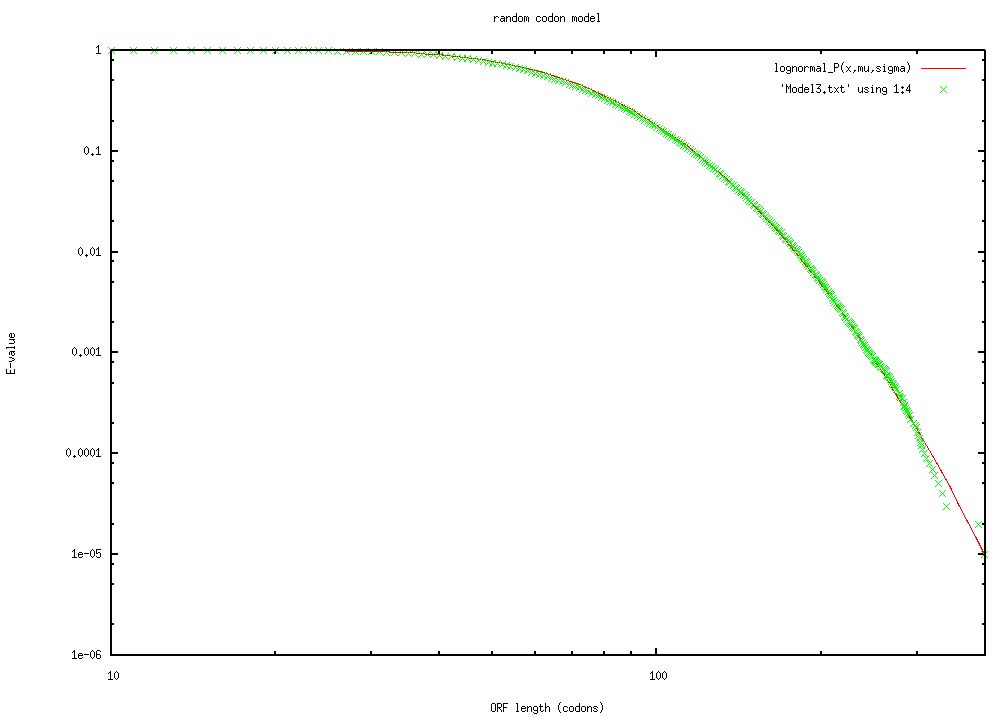 random codon model
lognormal_P(x,mu,sigma)
'Model3.txt' using 1:4
1
0.1
0.01
0.001
0.0001
1e-05
1e-06
E-value
10
100
ORF length (codons)